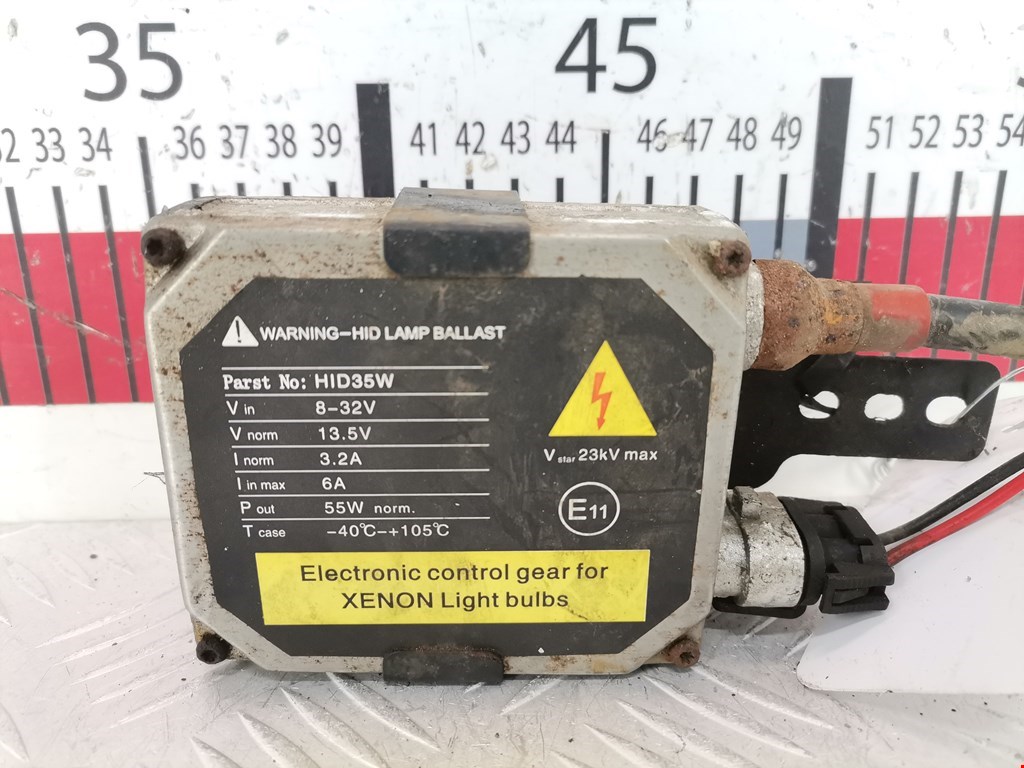 35 45
32 33 34 36 37 38 39 41 42 43 44 46 47 48 49 51 52 53 54
WARNING-HID LAMP BALLAST
Parst No: HID35W
V in 8-32V
V norm 13.5V
I norm 3.2A
I in max 6A
P out 55W norm.
T case -40℃-+105℃
V star 23kV max
E11
Electronic control gear for
XENON Light bulbs